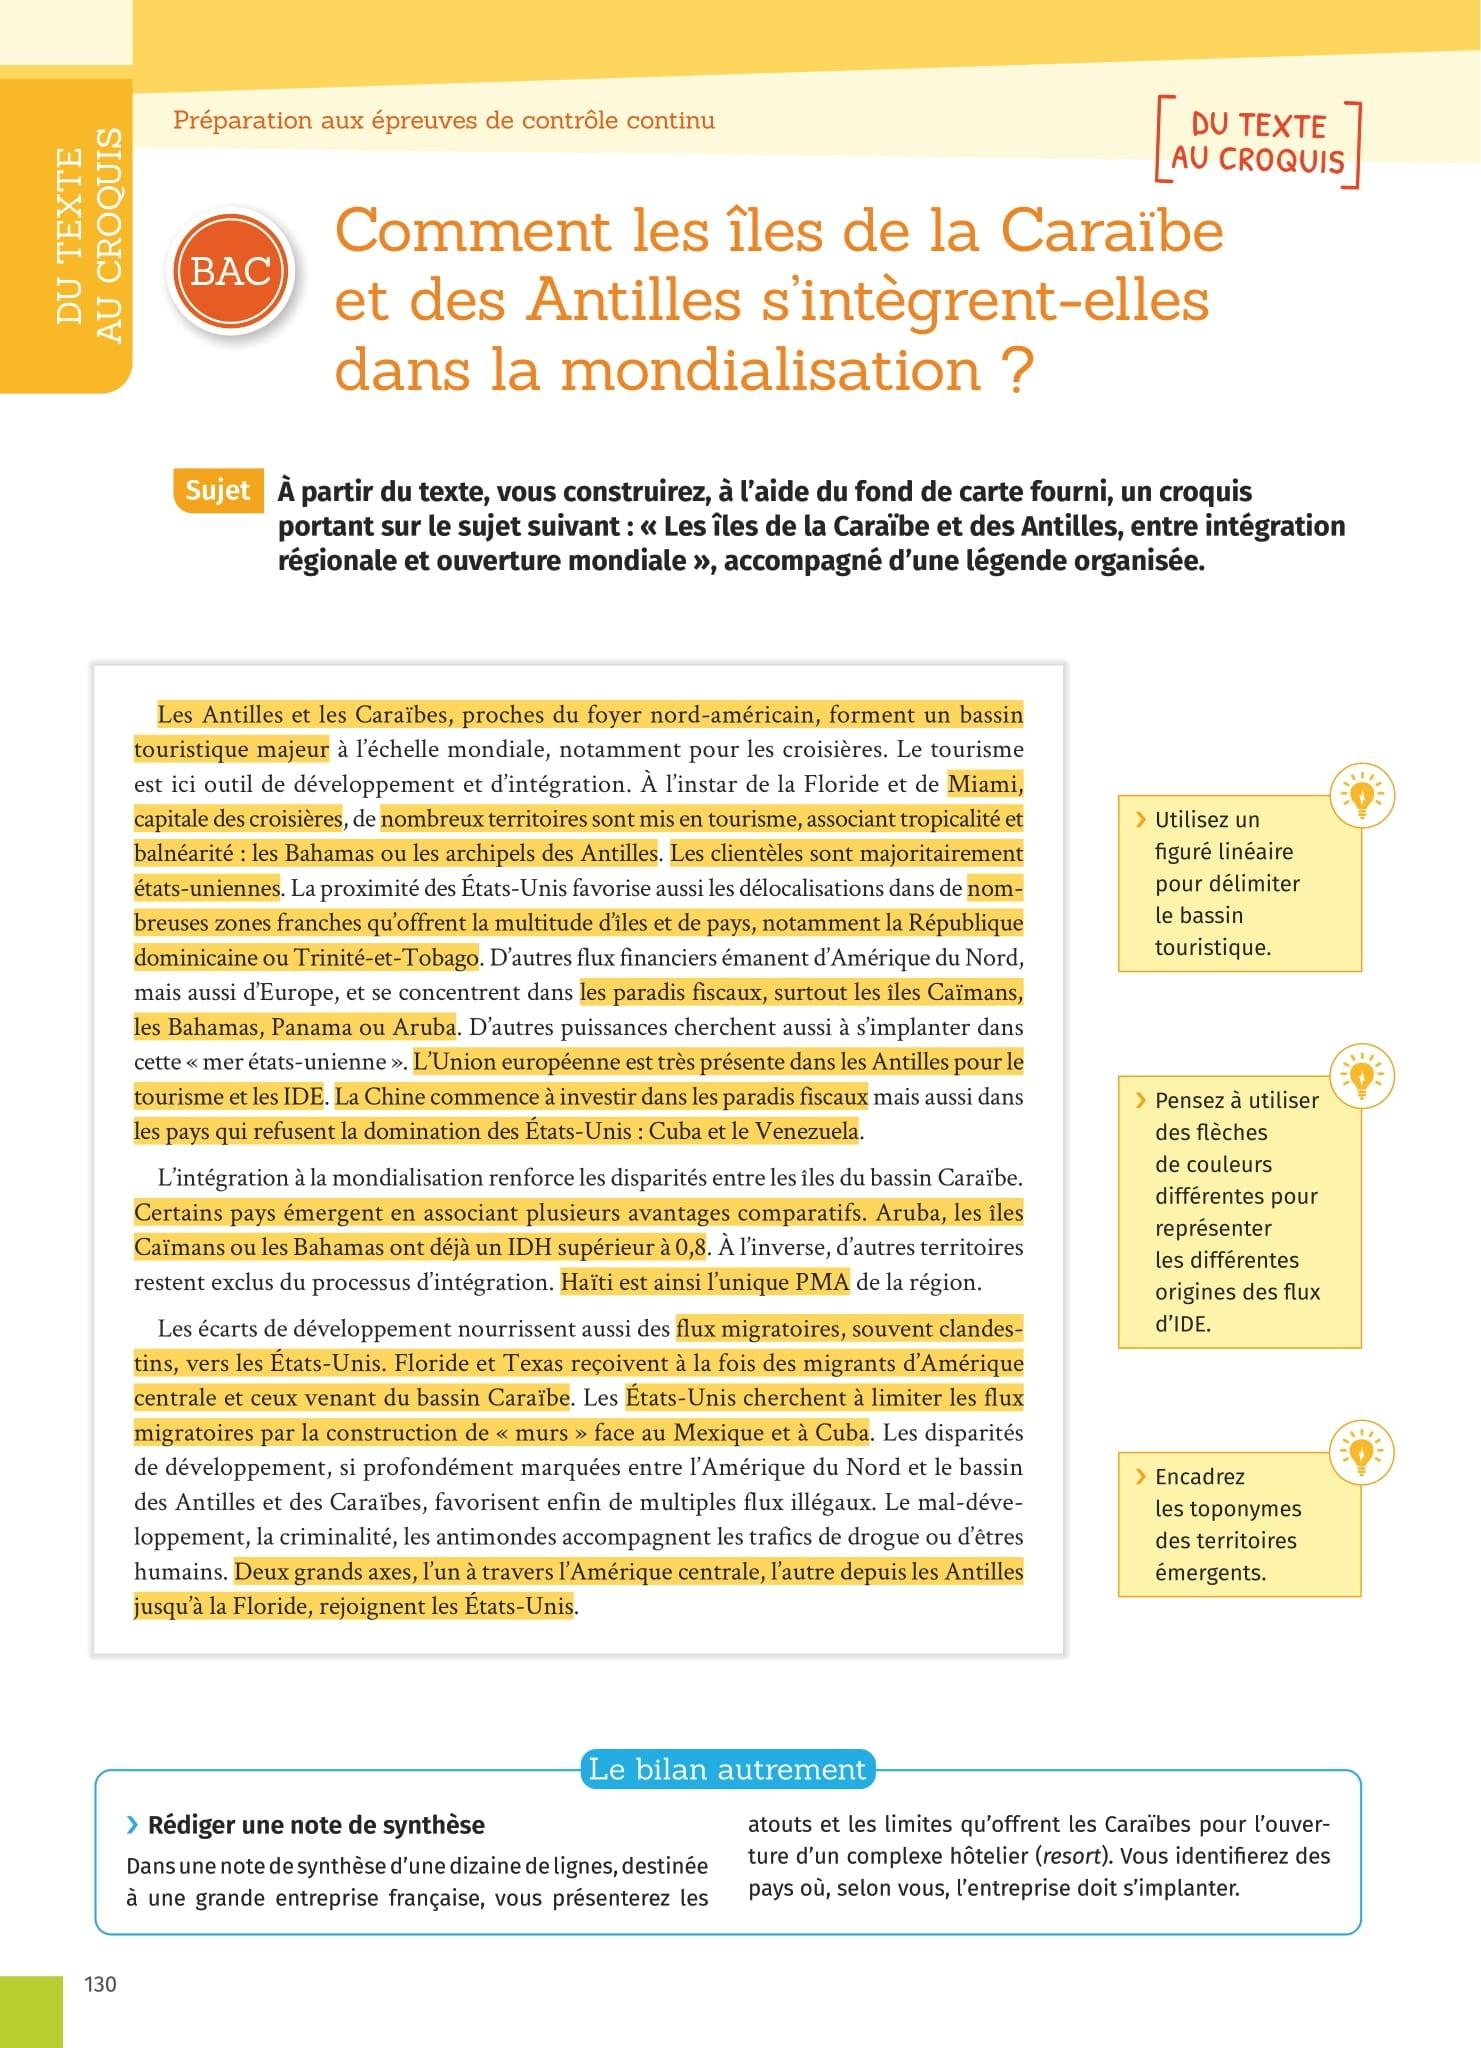 DU TEXTE
AU CROQUIS
Préparation aux épreuves de contrôle continu
DU TEXTE
AU CROQUIS
BAC
Comment les îles de la Caraïbe
et des Antilles s’intègrent-elles
dans la mondialisation ?
Sujet
À partir du texte, vous construirez, à l’aide du fond de carte fourni, un croquis
portant sur le sujet suivant : « Les îles de la Caraïbe et des Antilles, entre intégration
régionale et ouverture mondiale », accompagné d’une légende organisée.
Les Antilles et les Caraïbes, proches du foyer nord-américain, forment un bassin
touristique majeur à l’échelle mondiale, notamment pour les croisières. Le tourisme
est ici outil de développement et d’intégration. À l’instar de la Floride et de Miami,
capitale des croisières, de nombreux territoires sont mis en tourisme, associant tropicalité et
balnéarité : les Bahamas ou les archipels des Antilles. Les clientèles sont majoritairement
états-uniennes. La proximité des États-Unis favorise aussi les délocalisations dans de nom-
breuses zones franches qu’offrent la multitude d’îles et de pays, notamment la République
dominicaine ou Trinité-et-Tobago. D’autres flux financiers émanent d’Amérique du Nord,
mais aussi d’Europe, et se concentrent dans les paradis fiscaux, surtout les îles Caïmans,
les Bahamas, Panama ou Aruba. D’autres puissances cherchent aussi à s’implanter dans
cette « mer états-unienne ». L’Union européenne est très présente dans les Antilles pour le
tourisme et les IDE. La Chine commence à investir dans les paradis fiscaux mais aussi dans
les pays qui refusent la domination des États-Unis : Cuba et le Venezuela.
L’intégration à la mondialisation renforce les disparités entre les îles du bassin Caraïbe.
Certains pays émergent en associant plusieurs avantages comparatifs. Aruba, les îles
Caïmans ou les Bahamas ont déjà un IDH supérieur à 0,8. À l’inverse, d’autres territoires
restent exclus du processus d’intégration. Haïti est ainsi l’unique PMA de la région.
Les écarts de développement nourrissent aussi des flux migratoires, souvent clandes-
tins, vers les États-Unis. Floride et Texas reçoivent à la fois des migrants d’Amérique
centrale et ceux venant du bassin Caraïbe. Les États-Unis cherchent à limiter les flux
migratoires par la construction de « murs » face au Mexique et à Cuba. Les disparités
de développement, si profondément marquées entre l’Amérique du Nord et le bassin
des Antilles et des Caraïbes, favorisent enfin de multiples flux illégaux. Le mal-déve-
loppement, la criminalité, les antimondes accompagnent les trafics de drogue ou d’êtres
humains. Deux grands axes, l’un à travers l’Amérique centrale, l’autre depuis les Antilles
jusqu’à la Floride, rejoignent les États-Unis.
› Utilisez un
figuré linéaire
pour délimiter
le bassin
touristique.
› Pensez à utiliser
des flèches
de couleurs
différentes pour
représenter
les différentes
origines des flux
d’IDE.
› Encadrez
les toponymes
des territoires
émergents.
Le bilan autrement
› Rédiger une note de synthèse
Dans une note de synthèse d’une dizaine de lignes, destinée
à une grande entreprise française, vous présenterez les
atouts et les limites qu’offrent les Caraïbes pour l’ouver-
ture d’un complexe hôtelier (resort). Vous identifierez des
pays où, selon vous, l’entreprise doit s’implanter.
130